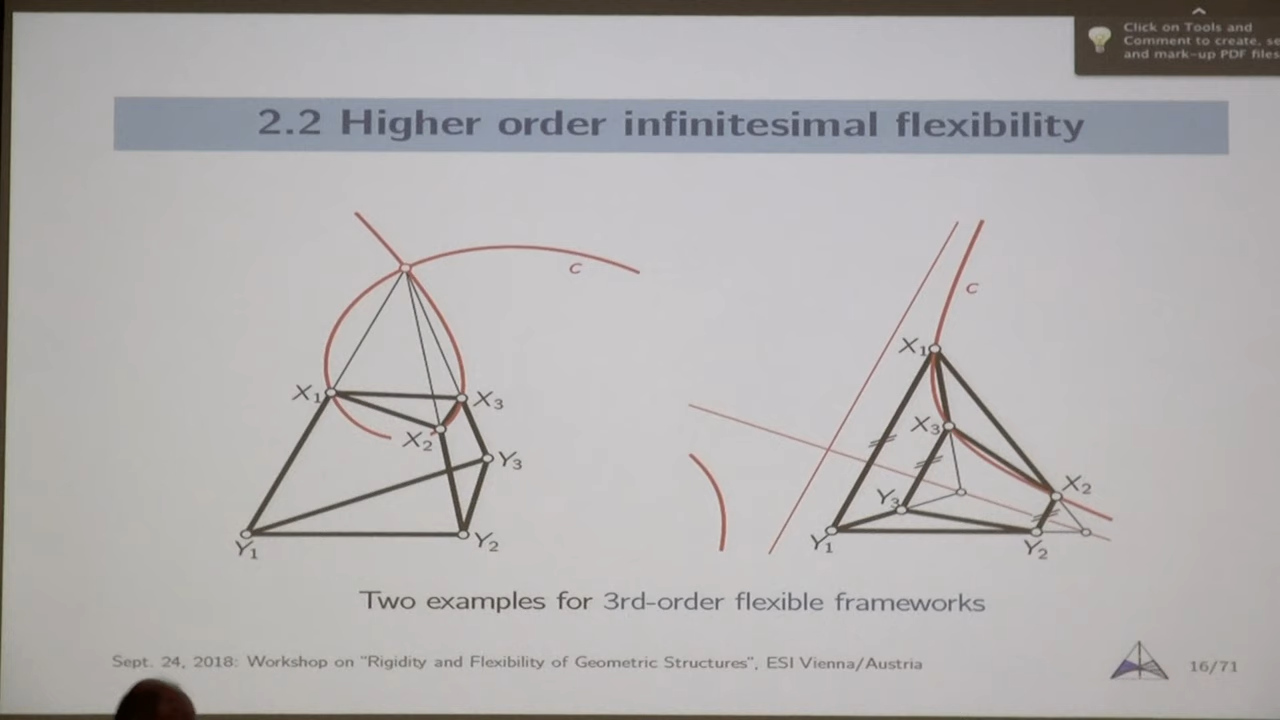 Click on Tools and
Comment to create, se
and mark-up PDF files
2.2 Higher order infinitesimal flexibility
c
c
X1
X1
X3
X3
X2
Y3
X2
Y3
Y1
Y2
Y1
Y2
Two examples for 3rd-order flexible frameworks
Sept. 24, 2018: Workshop on "Rigidity and Flexibility of Geometric Structures", ESI Vienna/Austria
16/71